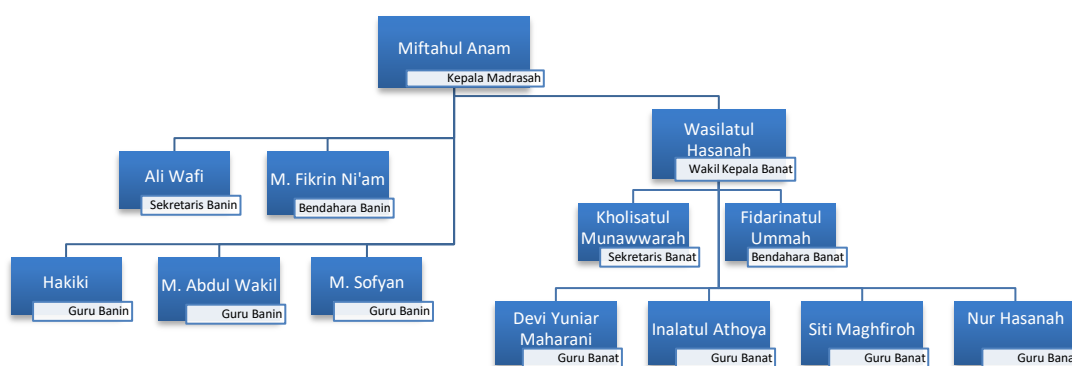 Miftahul Anam
Kepala Madrasah
Wasilatul
Hasanah
Wakil Kepala Banat
Ali Wafi
Sekretaris Banin
M. Fikrin Ni'am
Bendahara Banin
Kholisatul
Munawwarah
Sekretaris Banat
Fidarinatul
Ummah
Bendahara Banat
Hakiki
Guru Banin
M. Abdul Wakil
Guru Banin
M. Sofyan
Guru Banin
Devi Yuniar
Maharani
Guru Banat
Inalatul Athoya
Guru Banat
Siti Maghfiroh
Guru Banat
Nur Hasanah
Guru Banat